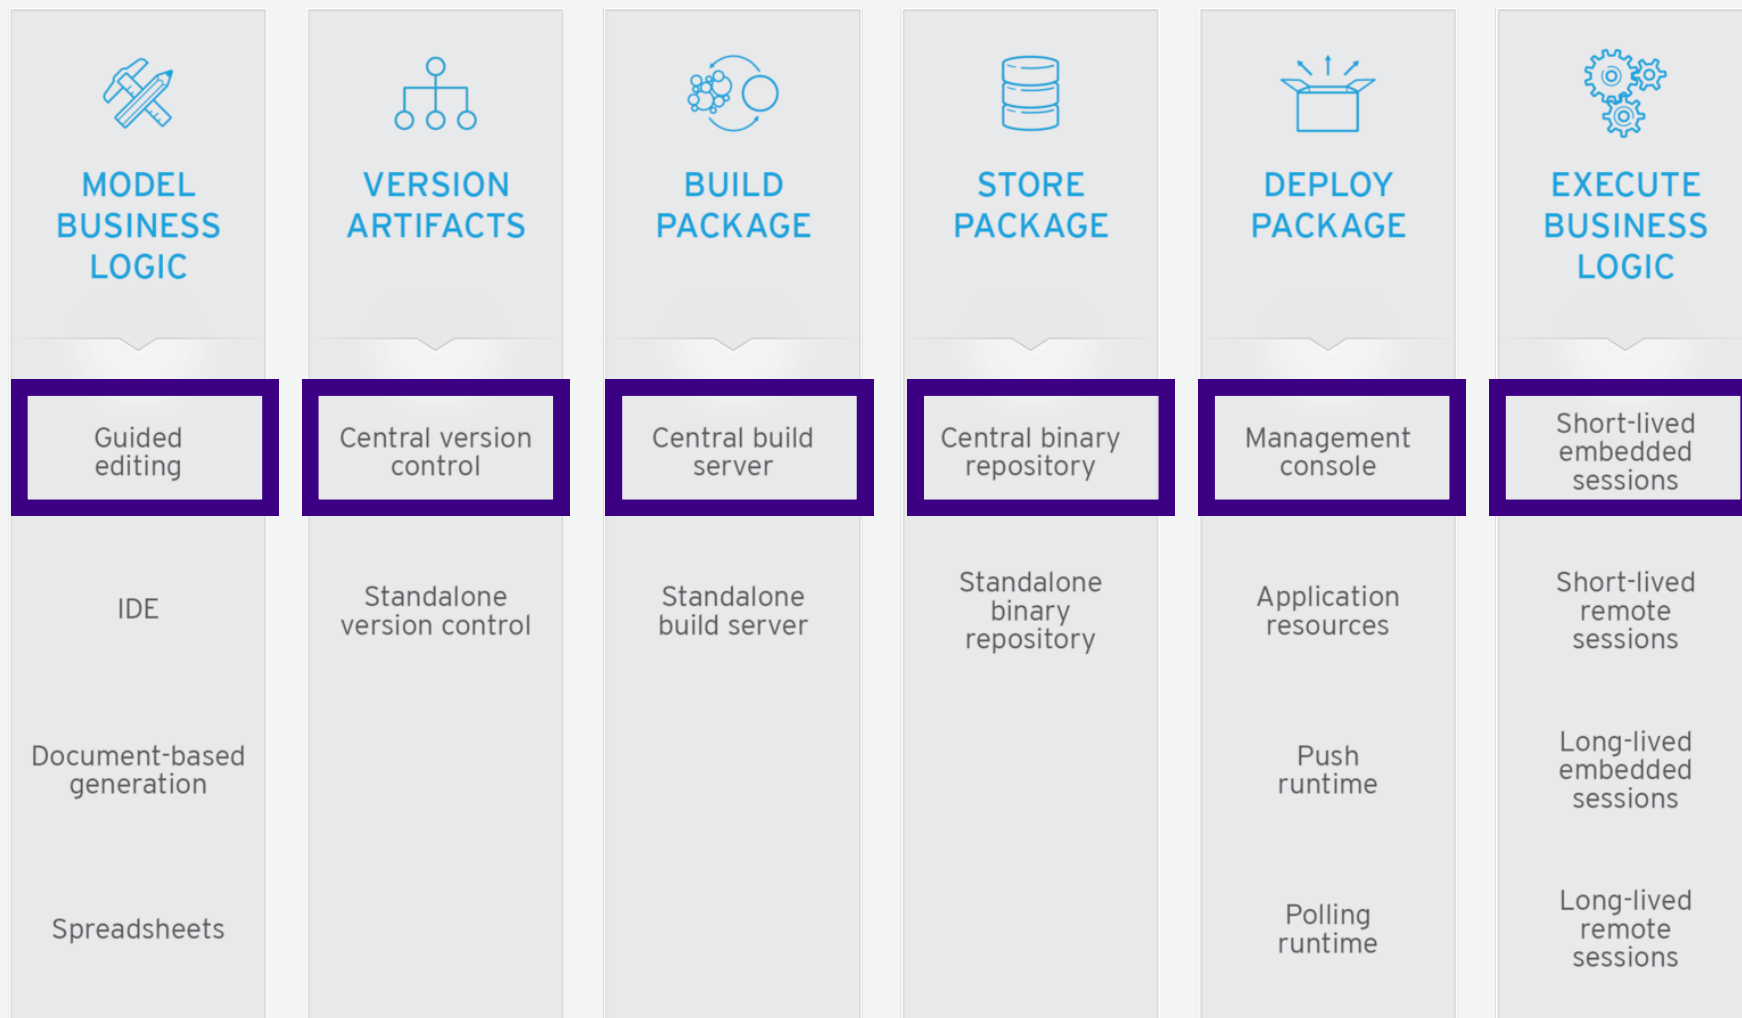 MODEL
BUSINESS
LOGIC
Guided
editing
IDE
Document-based
generation
Spreadsheets
VERSION
ARTIFACTS
Central version
control
Standalone
version control
BUILD
PACKAGE
Central build
server
Standalone
build server
STORE
PACKAGE
Central binary
repository
Standalone
binary
repository
DEPLOY
PACKAGE
Management
console
Application
resources
Push
runtime
Polling
runtime
EXECUTE
BUSINESS
LOGIC
Short-lived
embedded
sessions
Short-lived
remote
sessions
Long-lived
embedded
sessions
Long-lived
remote
sessions